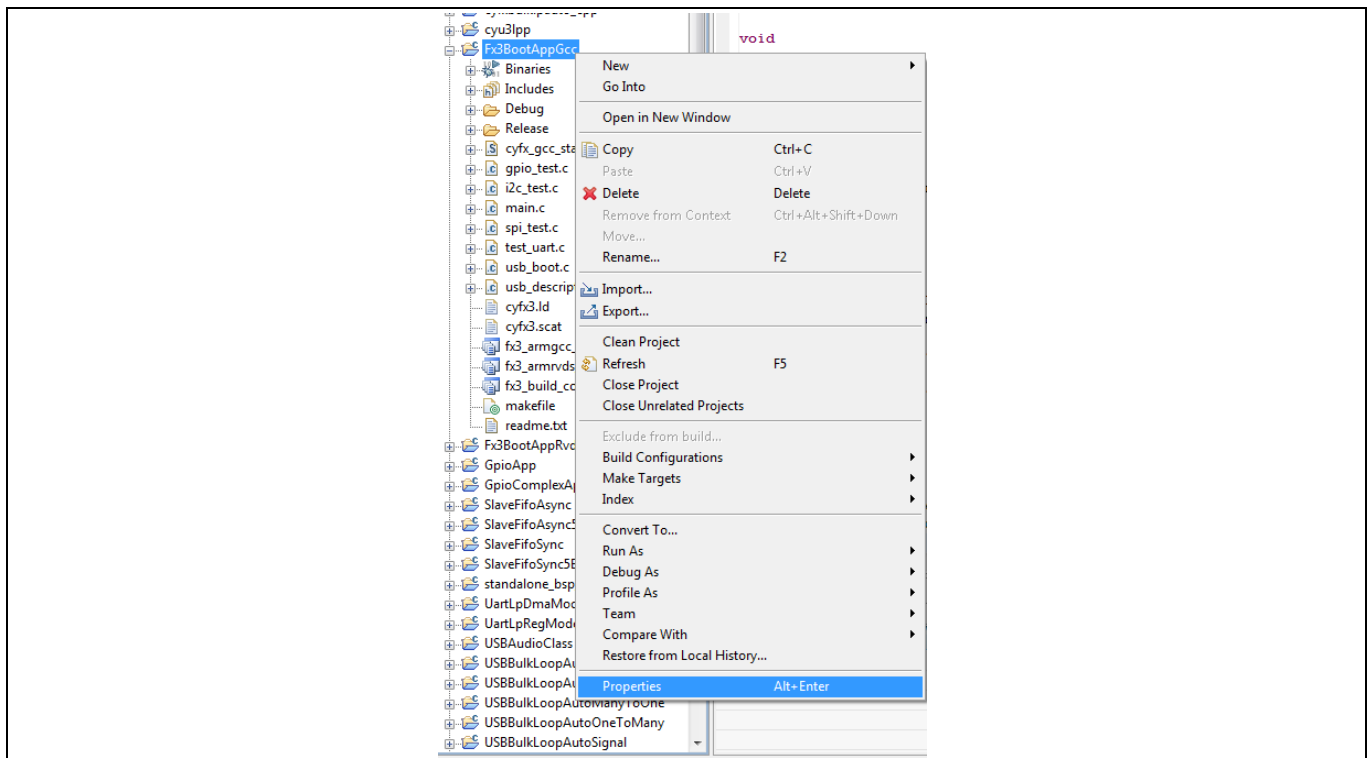 cyu3lpp
Fx3BootAppGcc
Binaries
Includes
Debug
Release
cyfx_gcc_sta
gpio_test.c
i2c_test.c
main.c
spi_test.c
test_uart.c
usb_boot.c
usb_descrip
cyfx3.ld
cyfx3.scat
fx3_armgcc_
fx3_armrvds
fx3_build_co
makefile
readme.txt
Fx3BootAppRvd
GpioApp
GpioComplexAp
SlaveFifoAsync
SlaveFifoAsync5
SlaveFifoSync
SlaveFifoSync5B
standalone_bsp
UartLpDmaMod
UartLpRegMode
USBAudioClass
USBBulkLoopAu
USBBulkLoopAu
USBBulkLoopAutoManyToOne
USBBulkLoopAutoOneToMany
USBBulkLoopAutoSignal
void
New
Go Into
Open in New Window
Copy Ctrl+C
Paste Ctrl+V
Delete Delete
Remove from Context Ctrl+Alt+Shift+Down
Move...
Rename... F2
Import...
Export...
Clean Project
Refresh F5
Close Project
Close Unrelated Projects
Exclude from build...
Build Configurations
Make Targets
Index
Convert To...
Run As
Debug As
Profile As
Team
Compare With
Restore from Local History...
Properties Alt+Enter